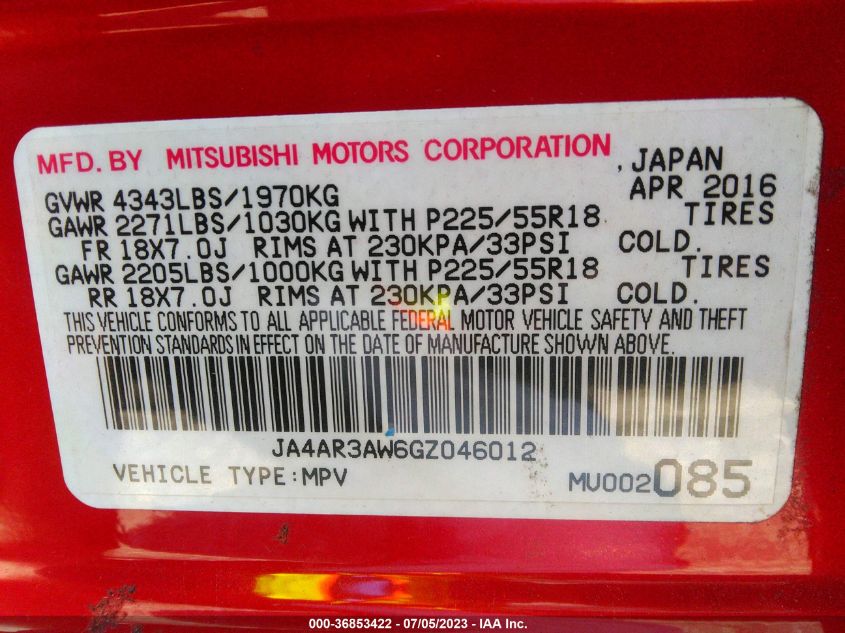 MFD. BY MITSUBISHI MOTORS CORPORATION , JAPAN
GVWR 4343LBS/1970KG APR 2016
GAWR 2271LBS/1030KG WITH P225/55R18 TIRES
FR 18X7.0J RIMS AT 230KPA/33PSI COLD.
GAWR 2205LBS/1000KG WITH P225/55R18 TIRES
RR 18X7.0J RIMS AT 230KPA/33PSI COLD.
THIS VEHICLE CONFORMS TO ALL APPLICABLE FEDERAL MOTOR VEHICLE SAFETY AND THEFT
PREVENTION STANDARDS IN EFFECT ON THE DATE OF MANUFACTURE SHOWN ABOVE.
JA4AR3AW6GZ046012
VEHICLE TYPE:MPV MU002085
000-36853422 - 07/05/2023 - IAA Inc.